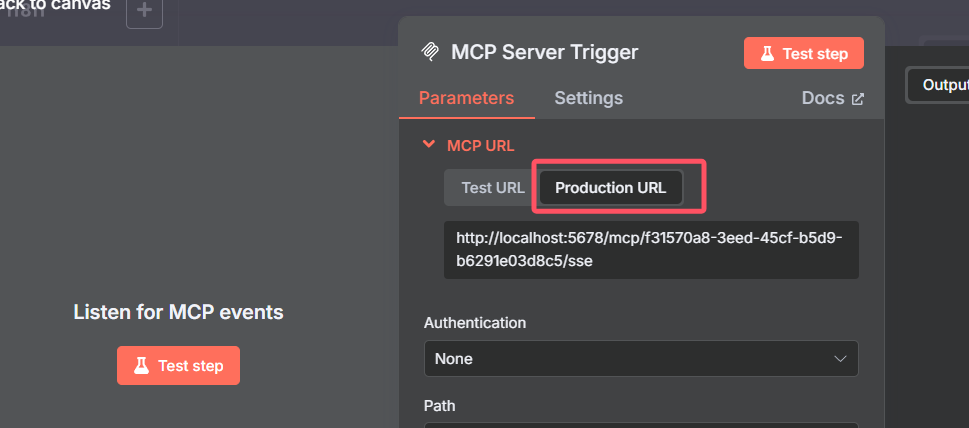 ack to canvas
n8n
MCP Server Trigger
Test step
Parameters
Settings
Docs
Output
MCP URL
Test URL
Production URL
http://localhost:5678/mcp/f31570a8-3eed-45cf-b5d9-
b6291e03d8c5/sse
Listen for MCP events
Test step
Authentication
None
Path